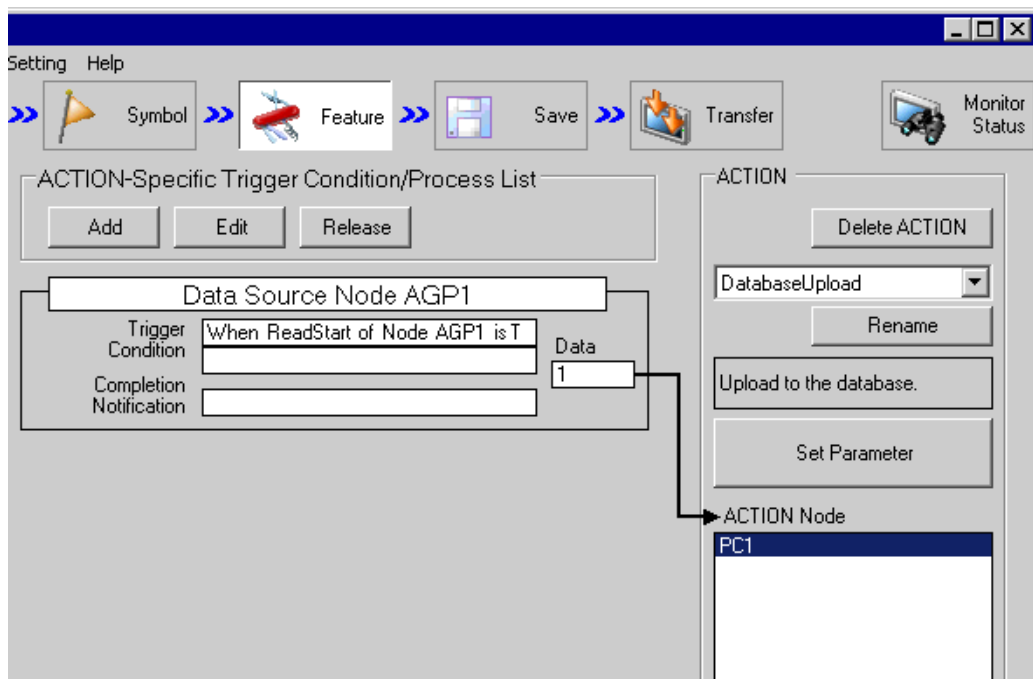 Setting Help
Symbol Feature Save Transfer Monitor Status
ACTION-Specific Trigger Condition/Process List
Add Edit Release
Data Source Node AGP1
Trigger Condition
When ReadStart of Node AGP1 is T
Data
1
Completion Notification
ACTION
Delete ACTION
DatabaseUpload
Rename
Upload to the database.
Set Parameter
ACTION Node
PC1